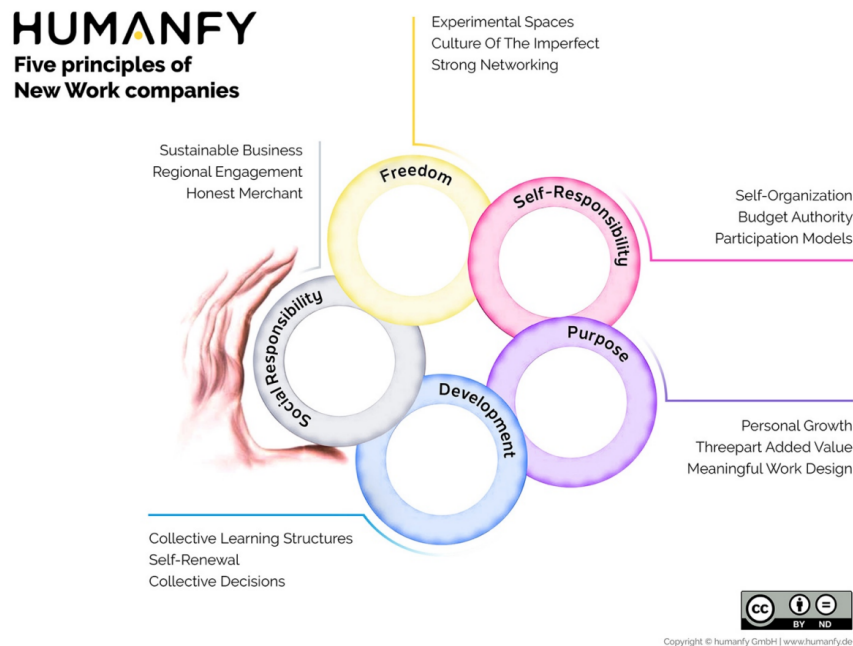 HUMANFY
Five principles of
New Work companies
Experimental Spaces
Culture Of The Imperfect
Strong Networking
Sustainable Business
Regional Engagement
Honest Merchant
Freedom
Self-Responsibility
Self-Organization
Budget Authority
Participation Models
Social Responsibility
Purpose
Development
Personal Growth
Threepart Added Value
Meaningful Work Design
Collective Learning Structures
Self-Renewal
Collective Decisions
cc
BY ND
Copyright © humanfy GmbH | www.humanfy.de